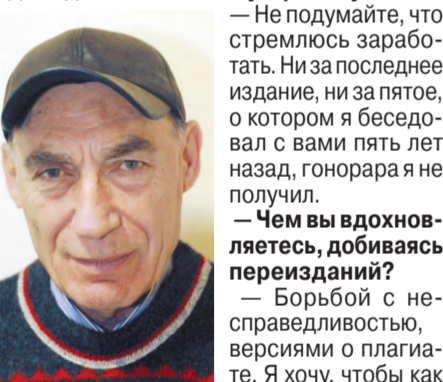 — Не подумайте, что
стремлюсь зарабо-
тать. Ни за последнее
издание, ни за пятое,
о котором я беседо-
вал с вами пять лет
назад, гонорара я не
получил.
— Чем вы вдохнов-
ляетесь, добиваясь
переизданий?
— Борьбой с не-
справедливостью,
версиями о плагиа-
те. Я хочу, чтобы как